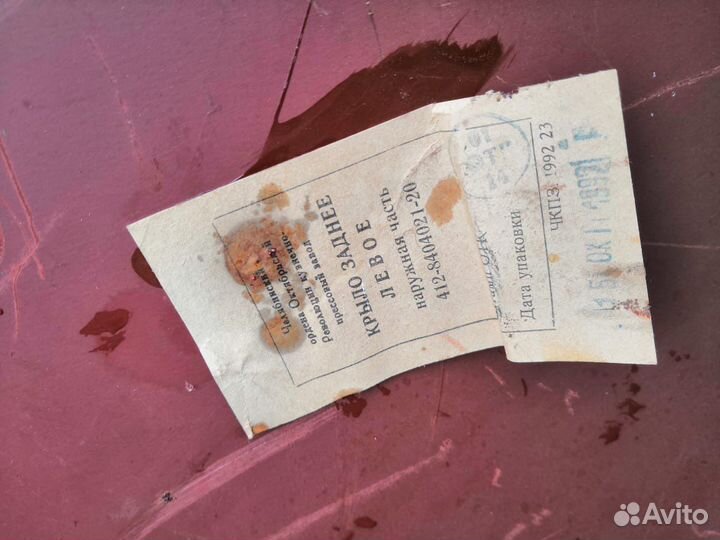 Челябинский
ордена Октябрьской
Революции кузнечно-
прессовый завод
КРЫЛО ЗАДНЕЕ
ЛЕВОЕ
наружная часть
412-8404021-20
Дата упаковки
ЧКПЗ. 1992 23
Avito